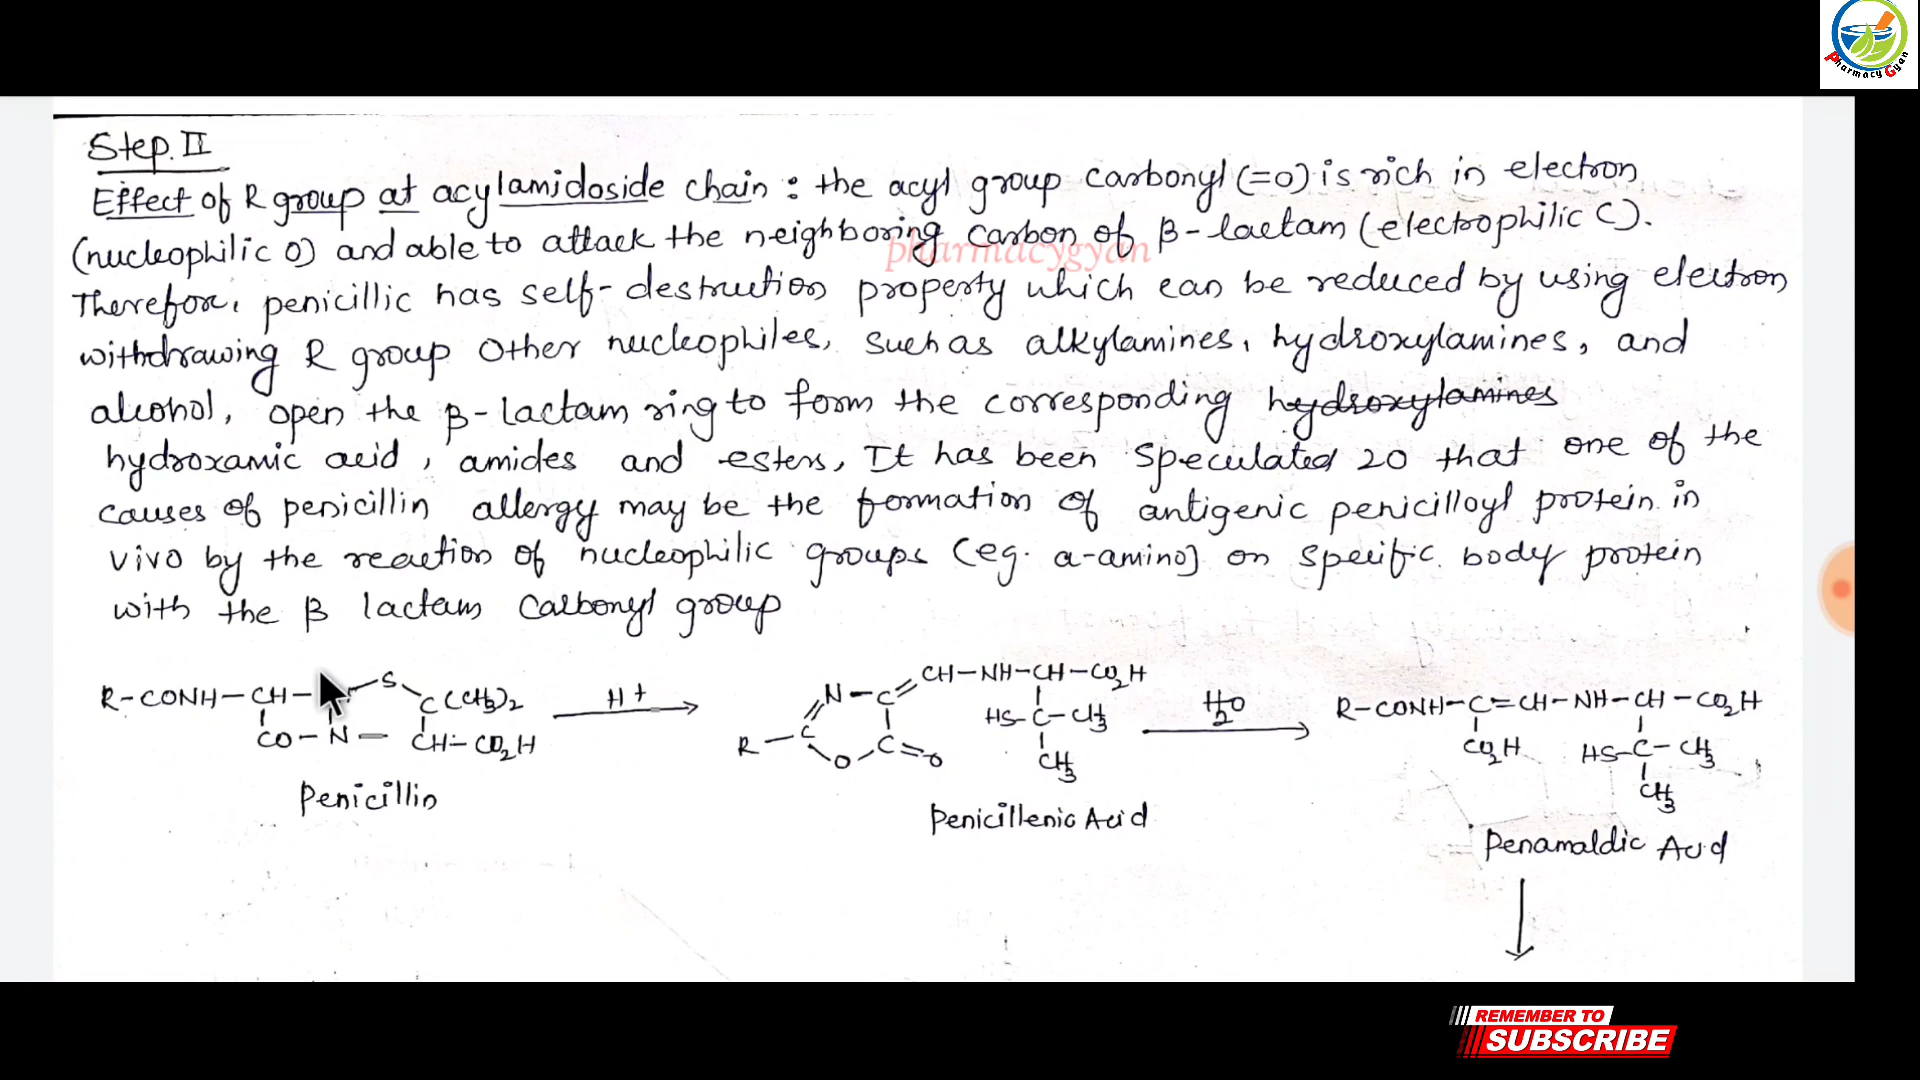 Pharmacy Gyan
Step. II
Effect of R group at acylamidoside chain : the acyl group carbonyl (=O) is rich in electron
(nucleophilic O) and able to attack the neighboring carbon of β-lactam (electrophilic C).
pharmacygyan
Therefore, penicillic has self-destruction property which can be reduced by using electron
withdrawing R group Other nucleophiles, such as alkylamines, hydroxylamines, and
alcohol, open the β-lactam ring to form the corresponding hydroxylamines
hydroxamic acid, amides and esters, It has been Speculated 20 that one of the
causes of penicillin allergy may be the formation of antigenic penicilloyl protein in
vivo by the reaction of nucleophilic groups (eg. a-amino) on specific body protein
with the β lactam Carbonyl group
R-CONH-CH- S C(CH3)2
CO-N- CH-CO2H
Penicillin
H+
N-C=CH-NH-CH-CO2H
HS-C-CH3
R-C O C=O
CH3
Penicillenic Acid
H2O
R-CONH-C=CH-NH-CH-CO2H
CO2H HS-C-CH3
CH3
Penamaldic Acid
REMEMBER TO
SUBSCRIBE